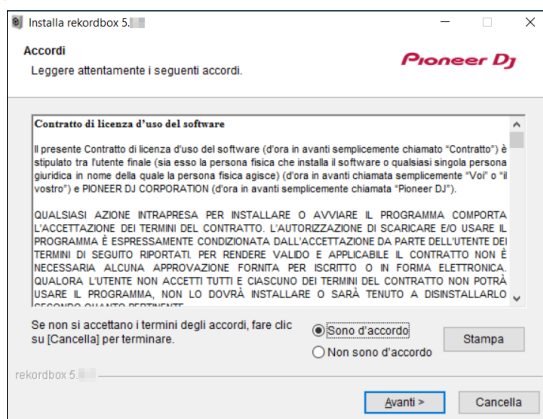 Installa rekordbox 5.
Accordi
Leggere attentamente i seguenti accordi.
Pioneer Dj
Contratto di licenza d'uso del software
Il presente Contratto di licenza d'uso del software (d'ora in avanti semplicemente chiamato "Contratto") è
stipulato tra l'utente finale (sia esso la persona fisica che installa il software o qualsiasi singola persona
giuridica in nome della quale la persona fisica agisce) (d'ora in avanti chiamata semplicemente "Voi" o "il
vostro") e PIONEER DJ CORPORATION (d'ora in avanti semplicemente chiamata "Pioneer DJ").
QUALSIASI AZIONE INTRAPRESA PER INSTALLARE O AVVIARE IL PROGRAMMA COMPORTA
L'ACCETTAZIONE DEI TERMINI DEL CONTRATTO. L'AUTORIZZAZIONE DI SCARICARE E/O USARE IL
PROGRAMMA È ESPRESSAMENTE CONDIZIONATA DALL'ACCETTAZIONE DA PARTE DELL'UTENTE DEI
TERMINI DI SEGUITO RIPORTATI. PER RENDERE VALIDO E APPLICABILE IL CONTRATTO NON È
NECESSARIA ALCUNA APPROVAZIONE FORNITA PER ISCRITTO O IN FORMA ELETTRONICA.
QUALORA L'UTENTE NON ACCETTI TUTTI E CIASCUNO DEI TERMINI DEL CONTRATTO NON POTRÀ
USARE IL PROGRAMMA, NON LO DOVRÀ INSTALLARE O SARÀ TENUTO A DISINSTALLARLO
SECONDO QUANTO PERTINENTE.
Se non si accettano i termini degli accordi, fare clic
su [Cancella] per terminare.
Sono d'accordo
Non sono d'accordo
Stampa
rekordbox 5.
Avanti >
Cancella